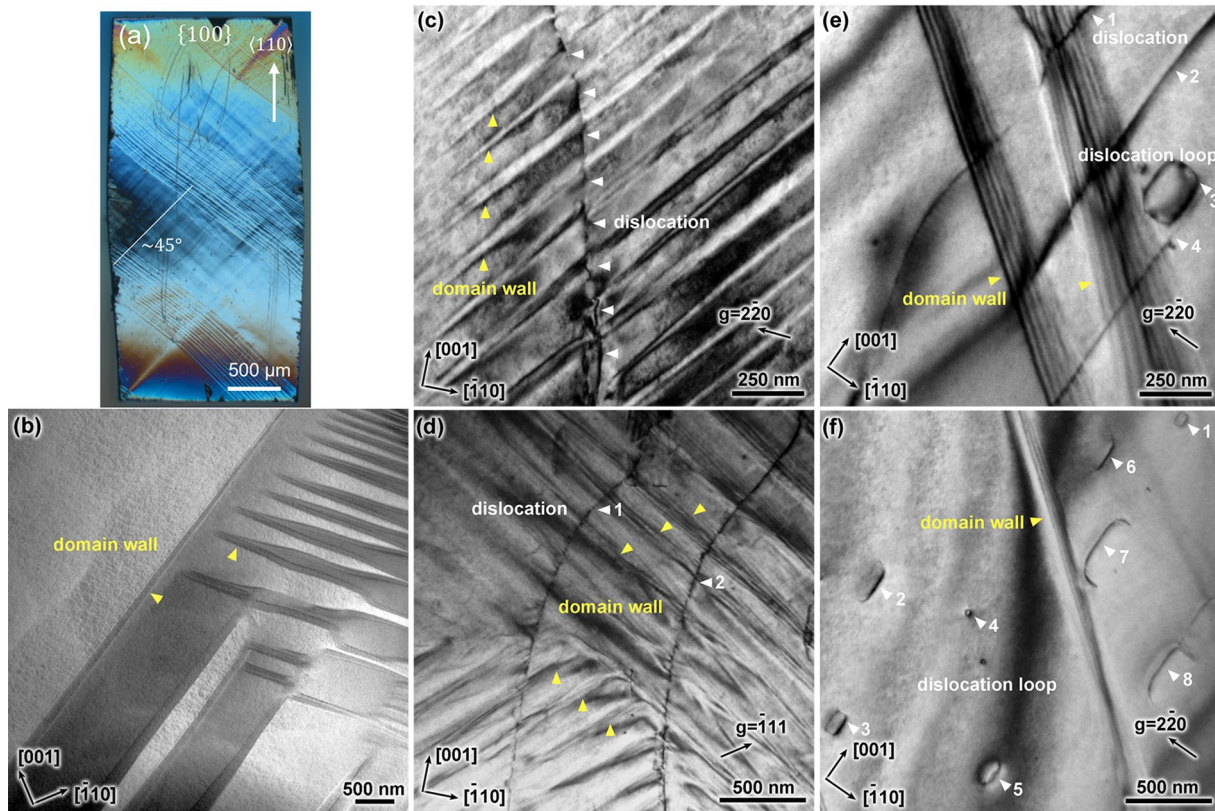 (a)
{100}
⟨110⟩
~45°
500 μm
(b)
domain wall
[001]
[1̄10]
500 nm
(c)
dislocation
domain wall
g=22̄0
[001]
[1̄10]
250 nm
(d)
dislocation
1
2
domain wall
g=1̄11
[001]
[1̄10]
500 nm
(e)
1
dislocation
2
dislocation loop
3
4
domain wall
g=22̄0
[001]
[1̄10]
250 nm
(f)
1
6
domain wall
7
2
4
8
dislocation loop
3
5
g=22̄0
[001]
[1̄10]
500 nm